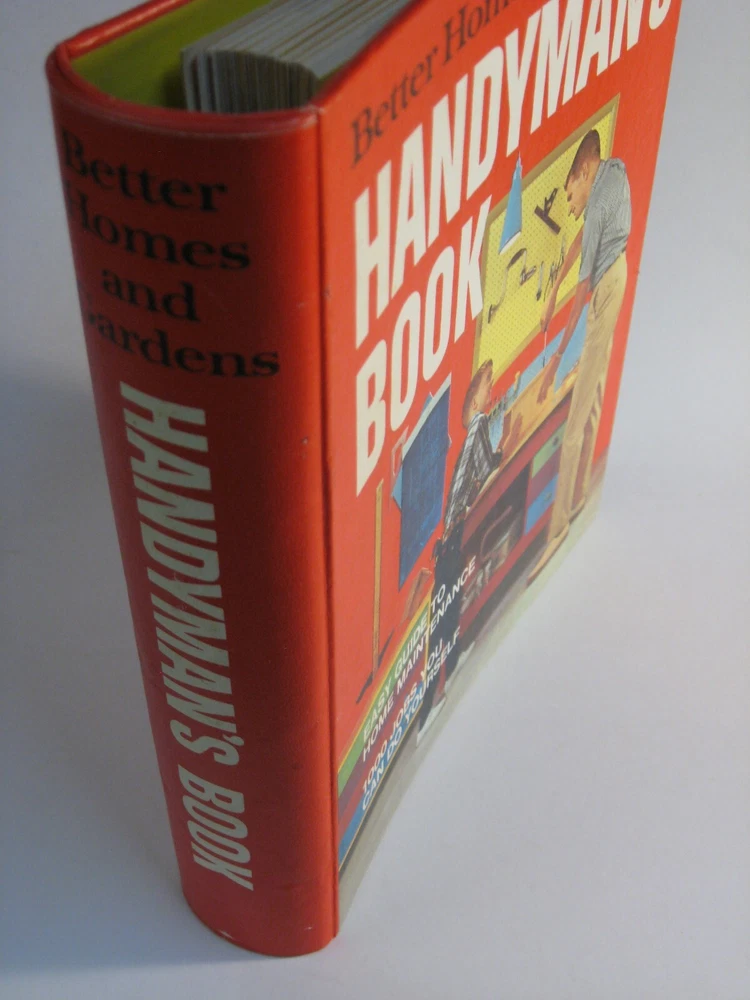 Better
Homes
and
Gardens
HANDYMAN'S BOOK
Better Hom
HANDYMAN'S
BOOK
EASY GUIDE TO
HOME MAINTENANCE
1000 JOBS YOU
CAN DO YOURSELF